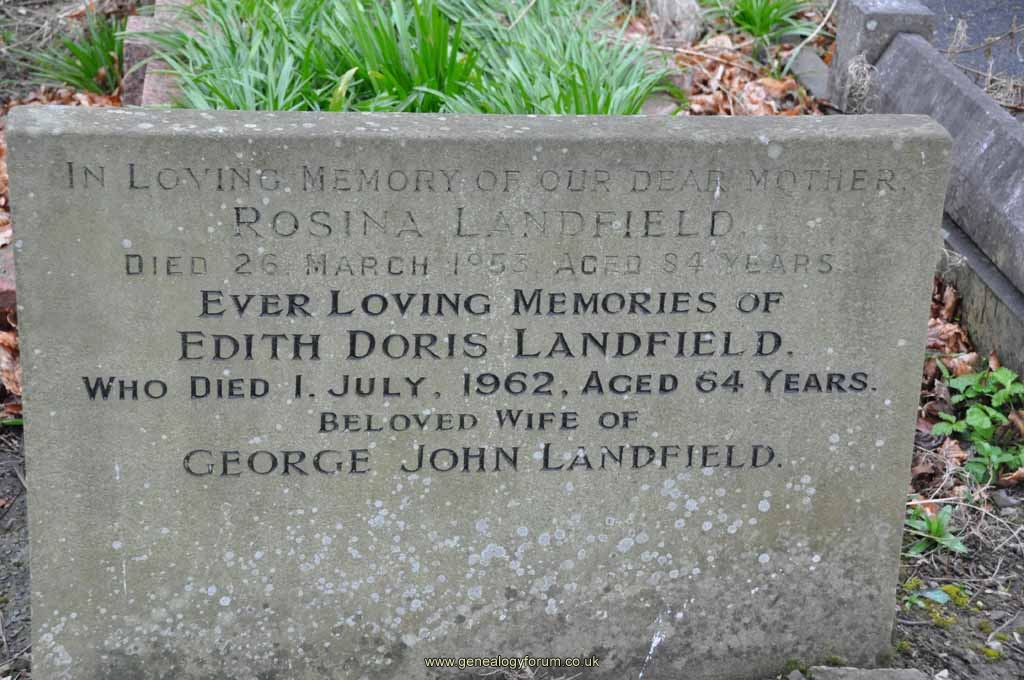 In Loving Memory of our dear Mother,
Rosina Landfield.
Died 26 March 1953, Aged 84 Years.
Ever Loving Memories of
Edith Doris Landfield.
Who Died 1. July, 1962, Aged 64 Years.
Beloved Wife of
George John Landfield.
www.genealogyforum.co.uk